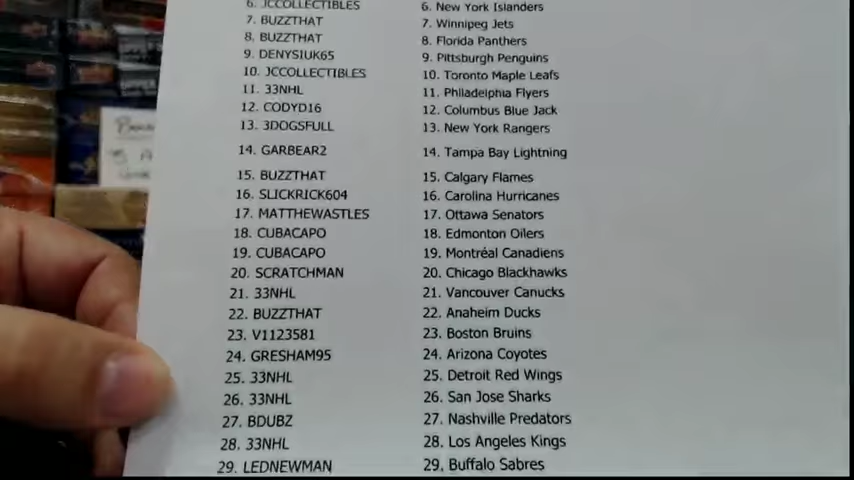 6. JCCOLLECTIBLES 6. New York Islanders
7. BUZZTHAT 7. Winnipeg Jets
8. BUZZTHAT 8. Florida Panthers
9. DENYSIUK65 9. Pittsburgh Penguins
10. JCCOLLECTIBLES 10. Toronto Maple Leafs
11. 33NHL 11. Philadelphia Flyers
12. CODYD16 12. Columbus Blue Jack
13. 3DOGSFULL 13. New York Rangers
14. GARBEAR2 14. Tampa Bay Lightning
15. BUZZTHAT 15. Calgary Flames
16. SLICKRICK604 16. Carolina Hurricanes
17. MATTHEWASTLES 17. Ottawa Senators
18. CUBACAPO 18. Edmonton Oilers
19. CUBACAPO 19. Montréal Canadiens
20. SCRATCHMAN 20. Chicago Blackhawks
21. 33NHL 21. Vancouver Canucks
22. BUZZTHAT 22. Anaheim Ducks
23. V1123581 23. Boston Bruins
24. GRESHAM95 24. Arizona Coyotes
25. 33NHL 25. Detroit Red Wings
26. 33NHL 26. San Jose Sharks
27. BDUBZ 27. Nashville Predators
28. 33NHL 28. Los Angeles Kings
29. LEDNEWMAN 29. Buffalo Sabres